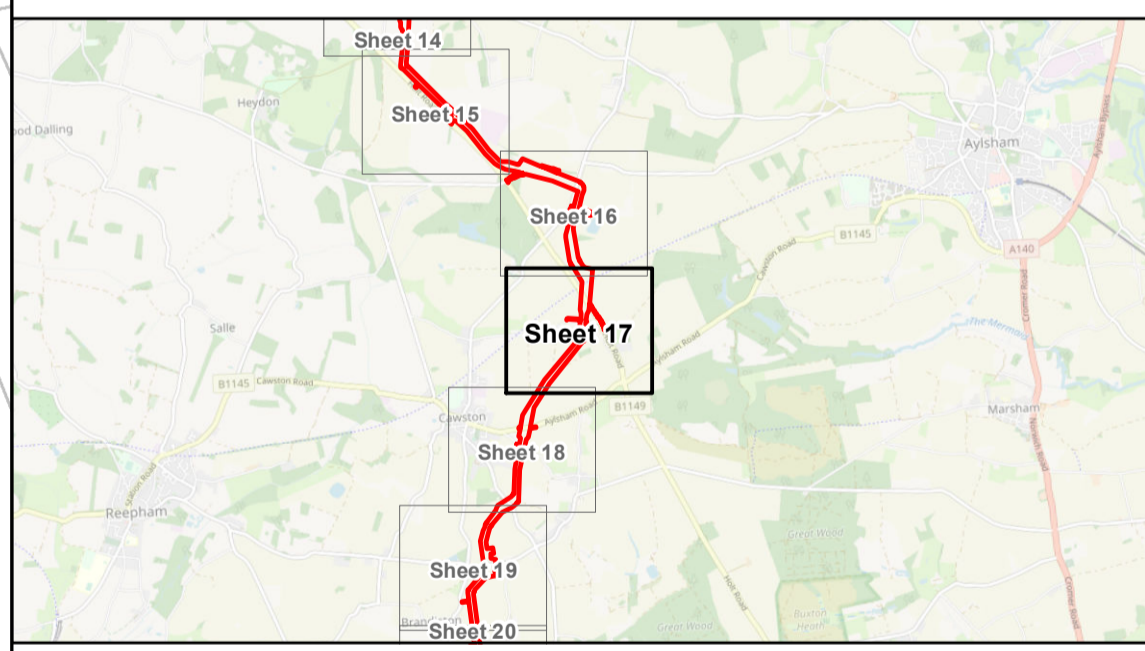 Sheet 14
Heydon
Holt Road
Sheet 15
ood Dalling
Aylsham Bypass
Aylsham
Sheet 16
B1145
Cawston Road
A140
Cromer Road
Salle
Sheet 17
Road
The Mermaid
Aylsham Road
B1145
Cawston Road
B1149
Cawston
Aylsham Road
Marsham
Norwich Road
Sheet 18
Station Road
Reepham
Great Wood
Sheet 19
Holt Road
Cromer Road
Buxton
Heath
Brandiston
Great Wood
Sheet 20